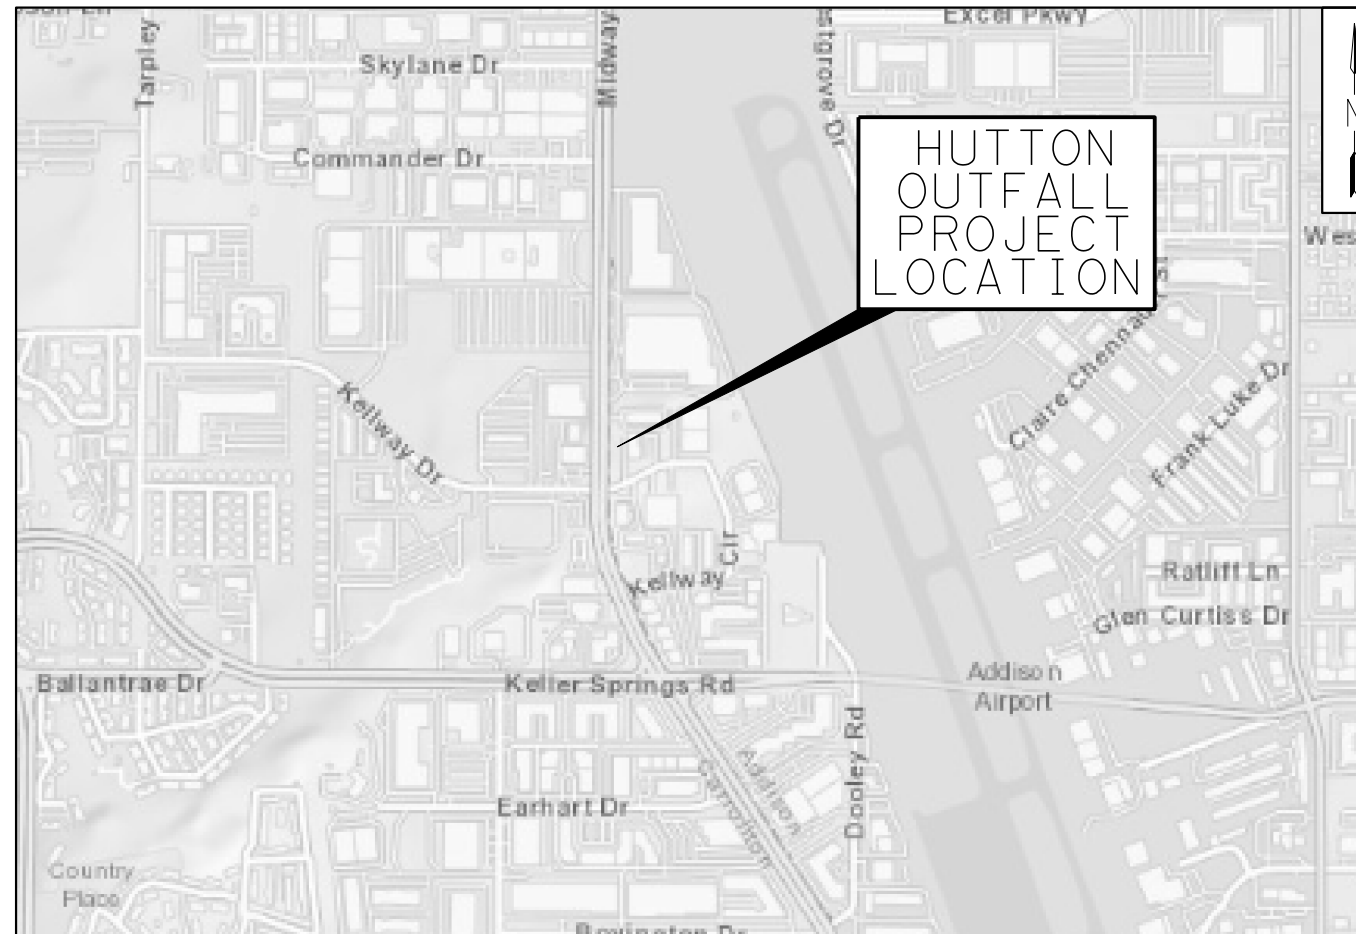 Excel Pkwy
Tarpley
Midway
Skylane Dr
Commander Dr
HUTTON
OUTFALL
PROJECT
LOCATION
N
Kellway Dr
Frank Luke Dr
Kellway Cir
Ratliff Ln
Glen Curtiss Dr
Ballantrae Dr
Keller Springs Rd
Addison
Airport
Dooley Rd
Addison
Carrollton
Earhart Dr
Country
Place